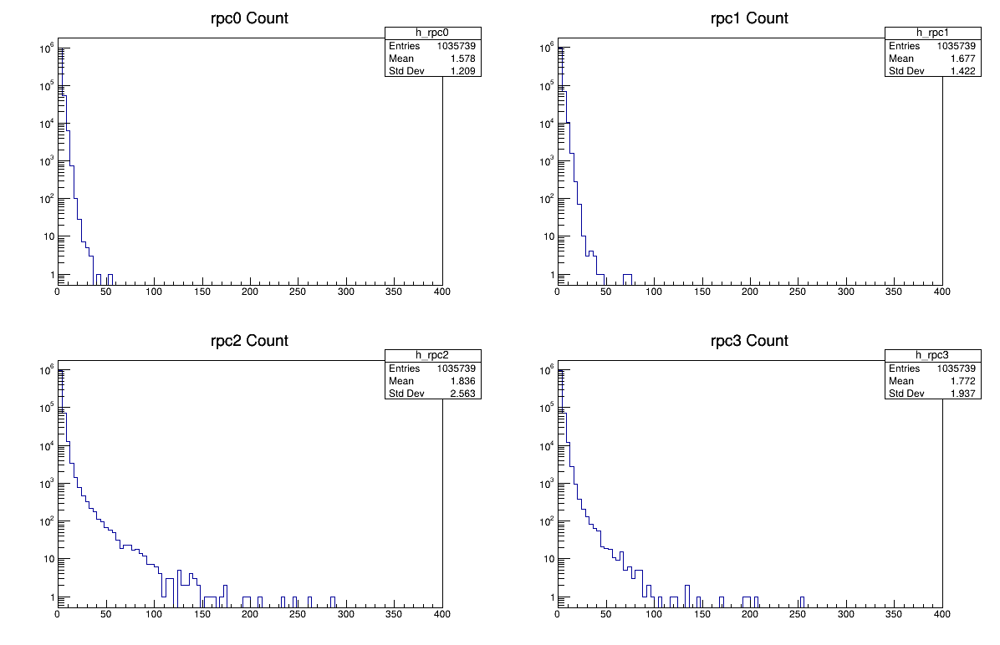 rpc0 Count
h_rpc0
Entries 1035739
Mean 1.578
Std Dev 1.209
10^6
10^5
10^4
10^3
10^2
10
1
0 50 100 150 200 250 300 350 400
rpc1 Count
h_rpc1
Entries 1035739
Mean 1.677
Std Dev 1.422
10^6
10^5
10^4
10^3
10^2
10
1
0 50 100 150 200 250 300 350 400
rpc2 Count
h_rpc2
Entries 1035739
Mean 1.836
Std Dev 2.563
10^6
10^5
10^4
10^3
10^2
10
1
0 50 100 150 200 250 300 350 400
rpc3 Count
h_rpc3
Entries 1035739
Mean 1.772
Std Dev 1.937
10^6
10^5
10^4
10^3
10^2
10
1
0 50 100 150 200 250 300 350 400